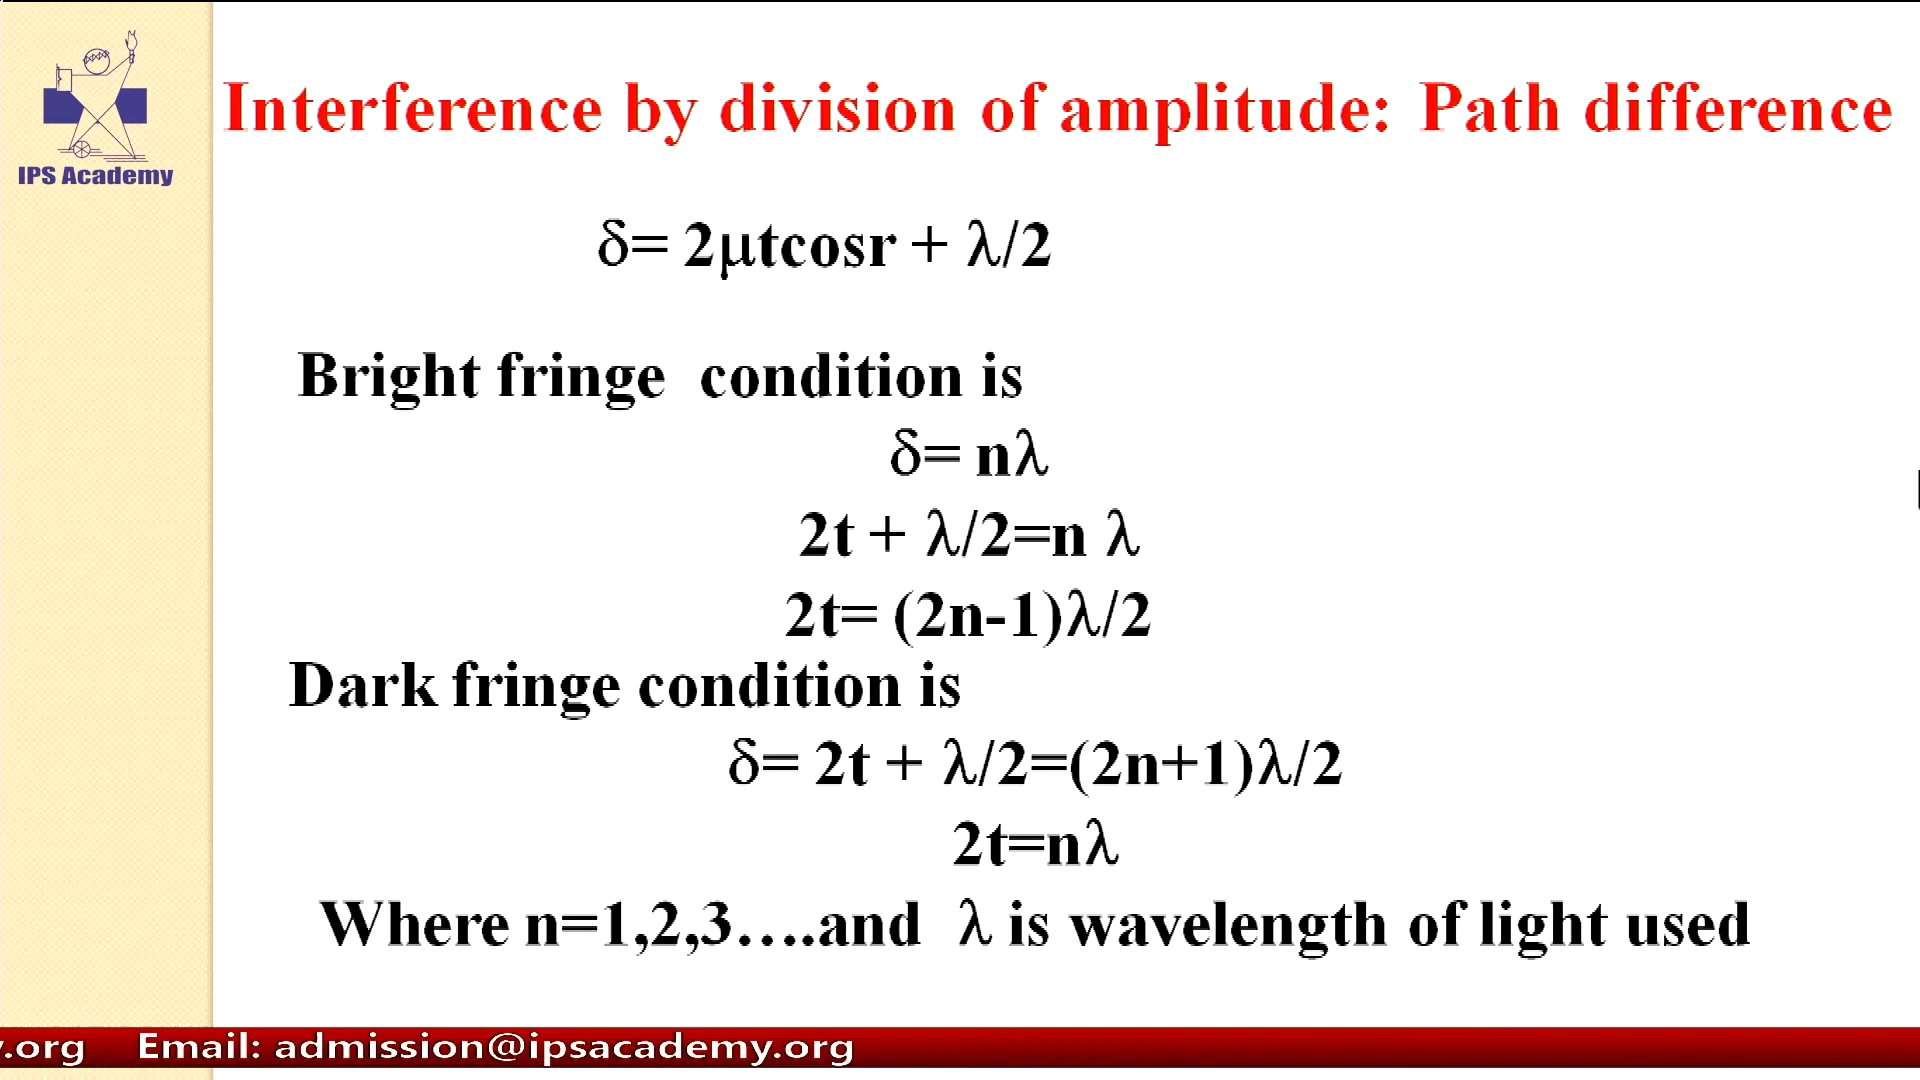 IPS Academy
Interference by division of amplitude: Path difference
δ= 2μtcosr + λ/2
Bright fringe condition is
δ= nλ
2t + λ/2=n λ
2t= (2n-1)λ/2
Dark fringe condition is
δ= 2t + λ/2=(2n+1)λ/2
2t=nλ
Where n=1,2,3….and λ is wavelength of light used
.org Email: admission@ipsacademy.org